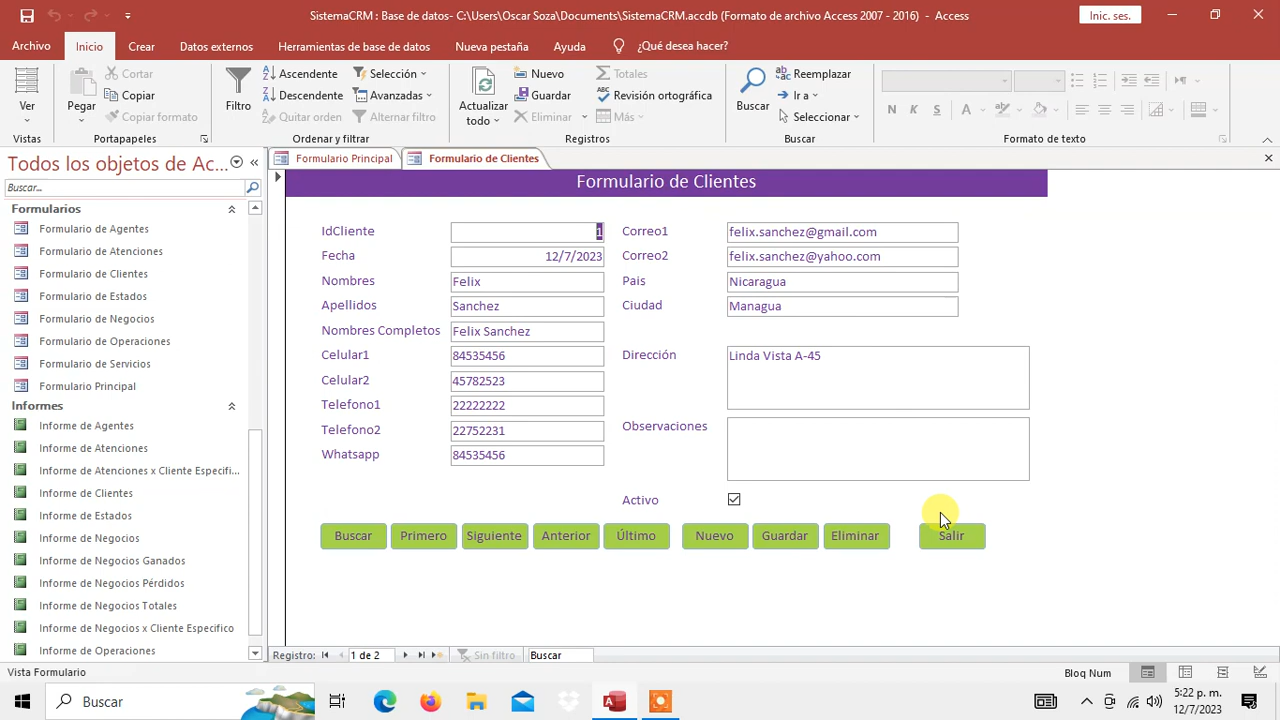 SistemaCRM : Base de datos- C:\Users\Oscar Soza\Documents\SistemaCRM.accdb (Formato de archivo Access 2007 - 2016) - Access
Inic. ses.
Archivo Inicio Crear Datos externos Herramientas de base de datos Nueva pestaña Ayuda ¿Qué desea hacer?
Ver
Pegar
Cortar
Copiar
Copiar formato
Filtro
Ascendente
Descendente
Quitar orden
Selección
Avanzadas
Alternar filtro
Actualizar
todo
Nuevo
Guardar
Eliminar
Totales
Revisión ortográfica
Más
Buscar
Reemplazar
Ir a
Seleccionar
N K S A
Vistas Portapapeles Ordenar y filtrar Registros Buscar Formato de texto
Todos los objetos de Ac...
Buscar...
Formularios
Formulario de Agentes
Formulario de Atenciones
Formulario de Clientes
Formulario de Estados
Formulario de Negocios
Formulario de Operaciones
Formulario de Servicios
Formulario Principal
Informes
Informe de Agentes
Informe de Atenciones
Informe de Atenciones x Cliente Especifi...
Informe de Clientes
Informe de Estados
Informe de Negocios
Informe de Negocios Ganados
Informe de Negocios Pérdidos
Informe de Negocios Totales
Informe de Negocios x Cliente Especifico
Informe de Operaciones
Formulario Principal Formulario de Clientes
Formulario de Clientes
IdCliente 1
Fecha 12/7/2023
Nombres Felix
Apellidos Sanchez
Nombres Completos Felix Sanchez
Celular1 84535456
Celular2 45782523
Telefono1 22222222
Telefono2 22752231
Whatsapp 84535456
Correo1 felix.sanchez@gmail.com
Correo2 felix.sanchez@yahoo.com
Pais Nicaragua
Ciudad Managua
Dirección Linda Vista A-45
Observaciones
Activo
Buscar Primero Siguiente Anterior Último Nuevo Guardar Eliminar Salir
Registro: 1 de 2 Sin filtro Buscar
Vista Formulario
Bloq Num
Buscar
5:22 p. m.
12/7/2023